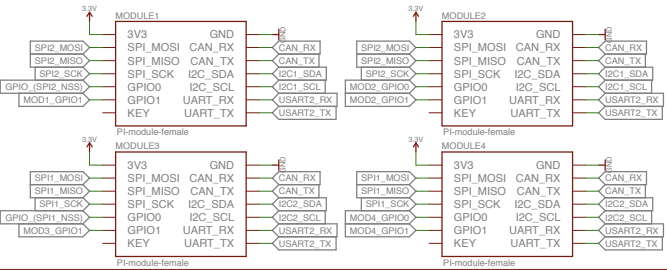 3.3V MODULE1
3V3 GND GND
SPI2_MOSI SPI_MOSI CAN_RX CAN_RX
SPI2_MISO SPI_MISO CAN_TX CAN_TX
SPI2_SCK SPI_SCK I2C_SDA I2C1_SDA
GPIO_(SPI2_NSS) GPIO0 I2C_SCL I2C1_SCL
MOD1_GPIO1 GPIO1 UART_RX USART2_RX
KEY UART_TX USART2_TX
PI-module-female
3.3V MODULE2
3V3 GND GND
SPI2_MOSI SPI_MOSI CAN_RX CAN_RX
SPI2_MISO SPI_MISO CAN_TX CAN_TX
SPI2_SCK SPI_SCK I2C_SDA I2C1_SDA
MOD2_GPIO0 GPIO0 I2C_SCL I2C1_SCL
MOD2_GPIO1 GPIO1 UART_RX USART2_RX
KEY UART_TX USART2_TX
PI-module-female
3.3V MODULE3
3V3 GND GND
SPI1_MOSI SPI_MOSI CAN_RX CAN_RX
SPI1_MISO SPI_MISO CAN_TX CAN_TX
SPI1_SCK SPI_SCK I2C_SDA I2C2_SDA
GPIO_(SPI1_NSS) GPIO0 I2C_SCL I2C2_SCL
MOD3_GPIO1 GPIO1 UART_RX USART2_RX
KEY UART_TX USART2_TX
PI-module-female
3.3V MODULE4
3V3 GND GND
SPI1_MOSI SPI_MOSI CAN_RX CAN_RX
SPI1_MISO SPI_MISO CAN_TX CAN_TX
SPI1_SCK SPI_SCK I2C_SDA I2C2_SDA
MOD4_GPIO0 GPIO0 I2C_SCL I2C2_SCL
MOD4_GPIO1 GPIO1 UART_RX USART2_RX
KEY UART_TX USART2_TX
PI-module-female